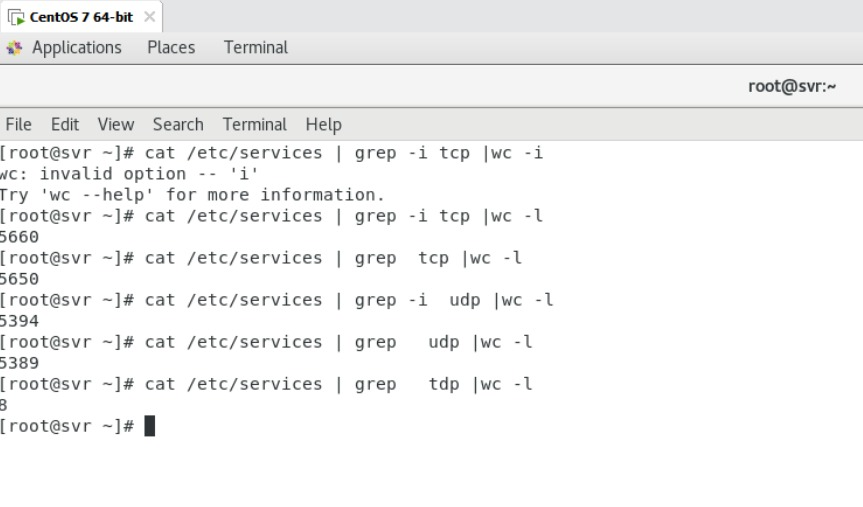 CentOS 7 64-bit
Applications Places Terminal
root@svr:~
File Edit View Search Terminal Help
[root@svr ~]# cat /etc/services | grep -i tcp |wc -i
wc: invalid option -- 'i'
Try 'wc --help' for more information.
[root@svr ~]# cat /etc/services | grep -i tcp |wc -l
5660
[root@svr ~]# cat /etc/services | grep  tcp |wc -l
5650
[root@svr ~]# cat /etc/services | grep -i  udp |wc -l
5394
[root@svr ~]# cat /etc/services | grep   udp |wc -l
5389
[root@svr ~]# cat /etc/services | grep   tdp |wc -l
8
[root@svr ~]#